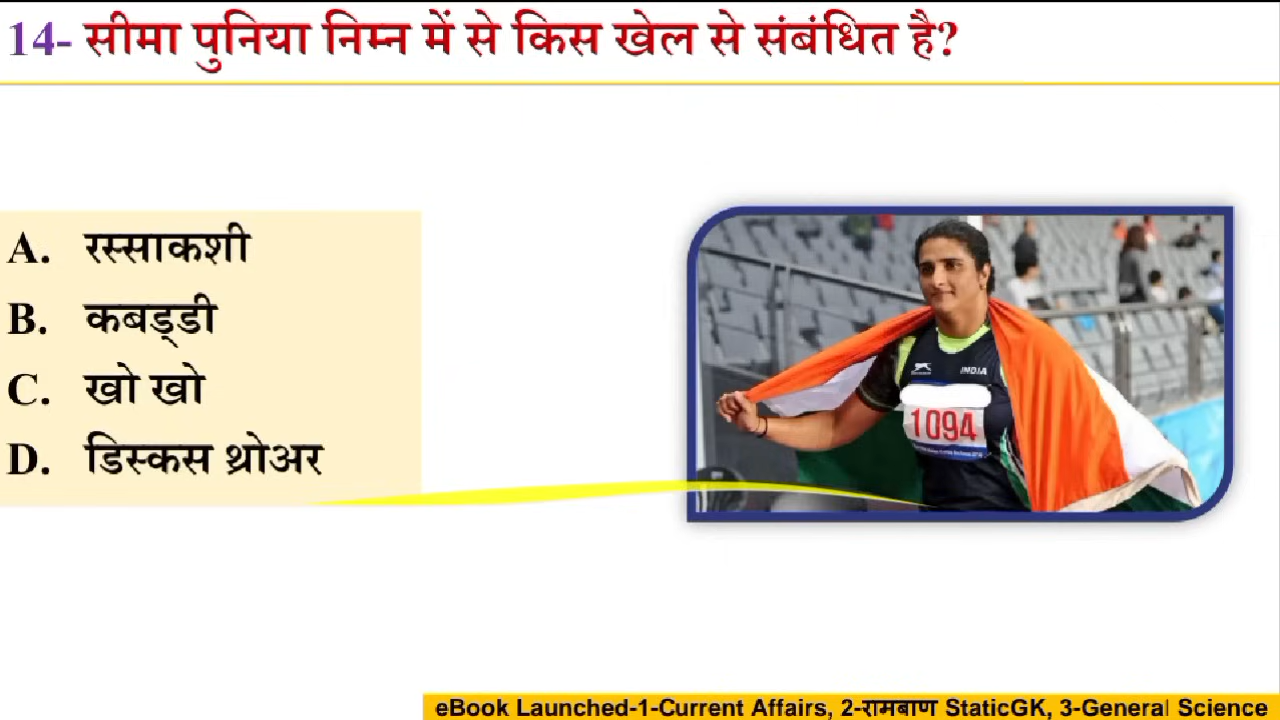 14- सीमा पुनिया निम्न में से किस खेल से संबंधित है?
A. रस्साकशी
B. कबड्डी
C. खो खो
D. डिस्कस थ्रोअर
INDIA
1094
eBook Launched-1-Current Affairs, 2-रामबाण StaticGK, 3-General Science